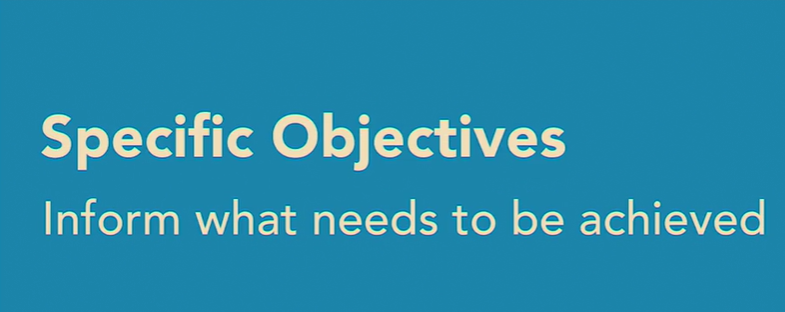 Specific Objectives
Inform what needs to be achieved